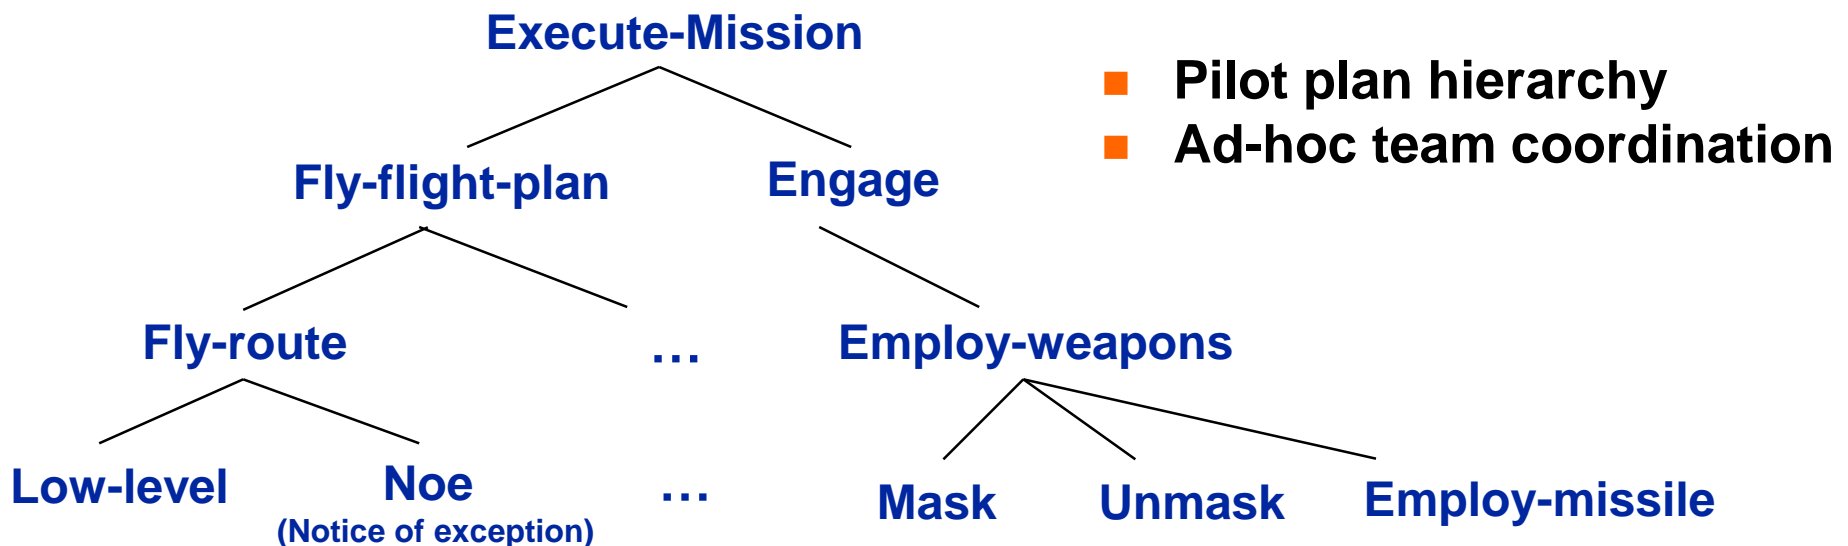 Execute-Mission
Pilot plan hierarchy
Ad-hoc team coordination
Fly-flight-plan
Engage
Fly-route
...
Employ-weapons
Low-level
Noe
(Notice of exception)
...
Mask
Unmask
Employ-missile